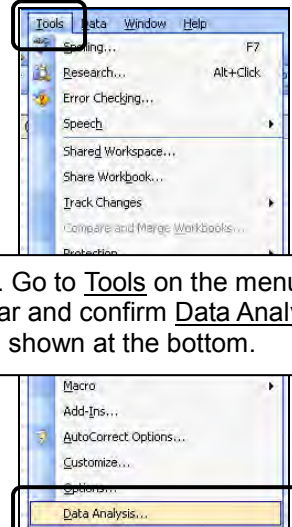 Tools Data Window Help
Spelling... F7
Research... Alt+Click
Error Checking...
Speech
Shared Workspace...
Share Workbook...
Track Changes
Compare and Merge Workbooks...
Protection
. Go to Tools on the menu
ar and confirm Data Analy
shown at the bottom.
Macro
Add-Ins...
AutoCorrect Options...
Customize...
Options...
Data Analysis...